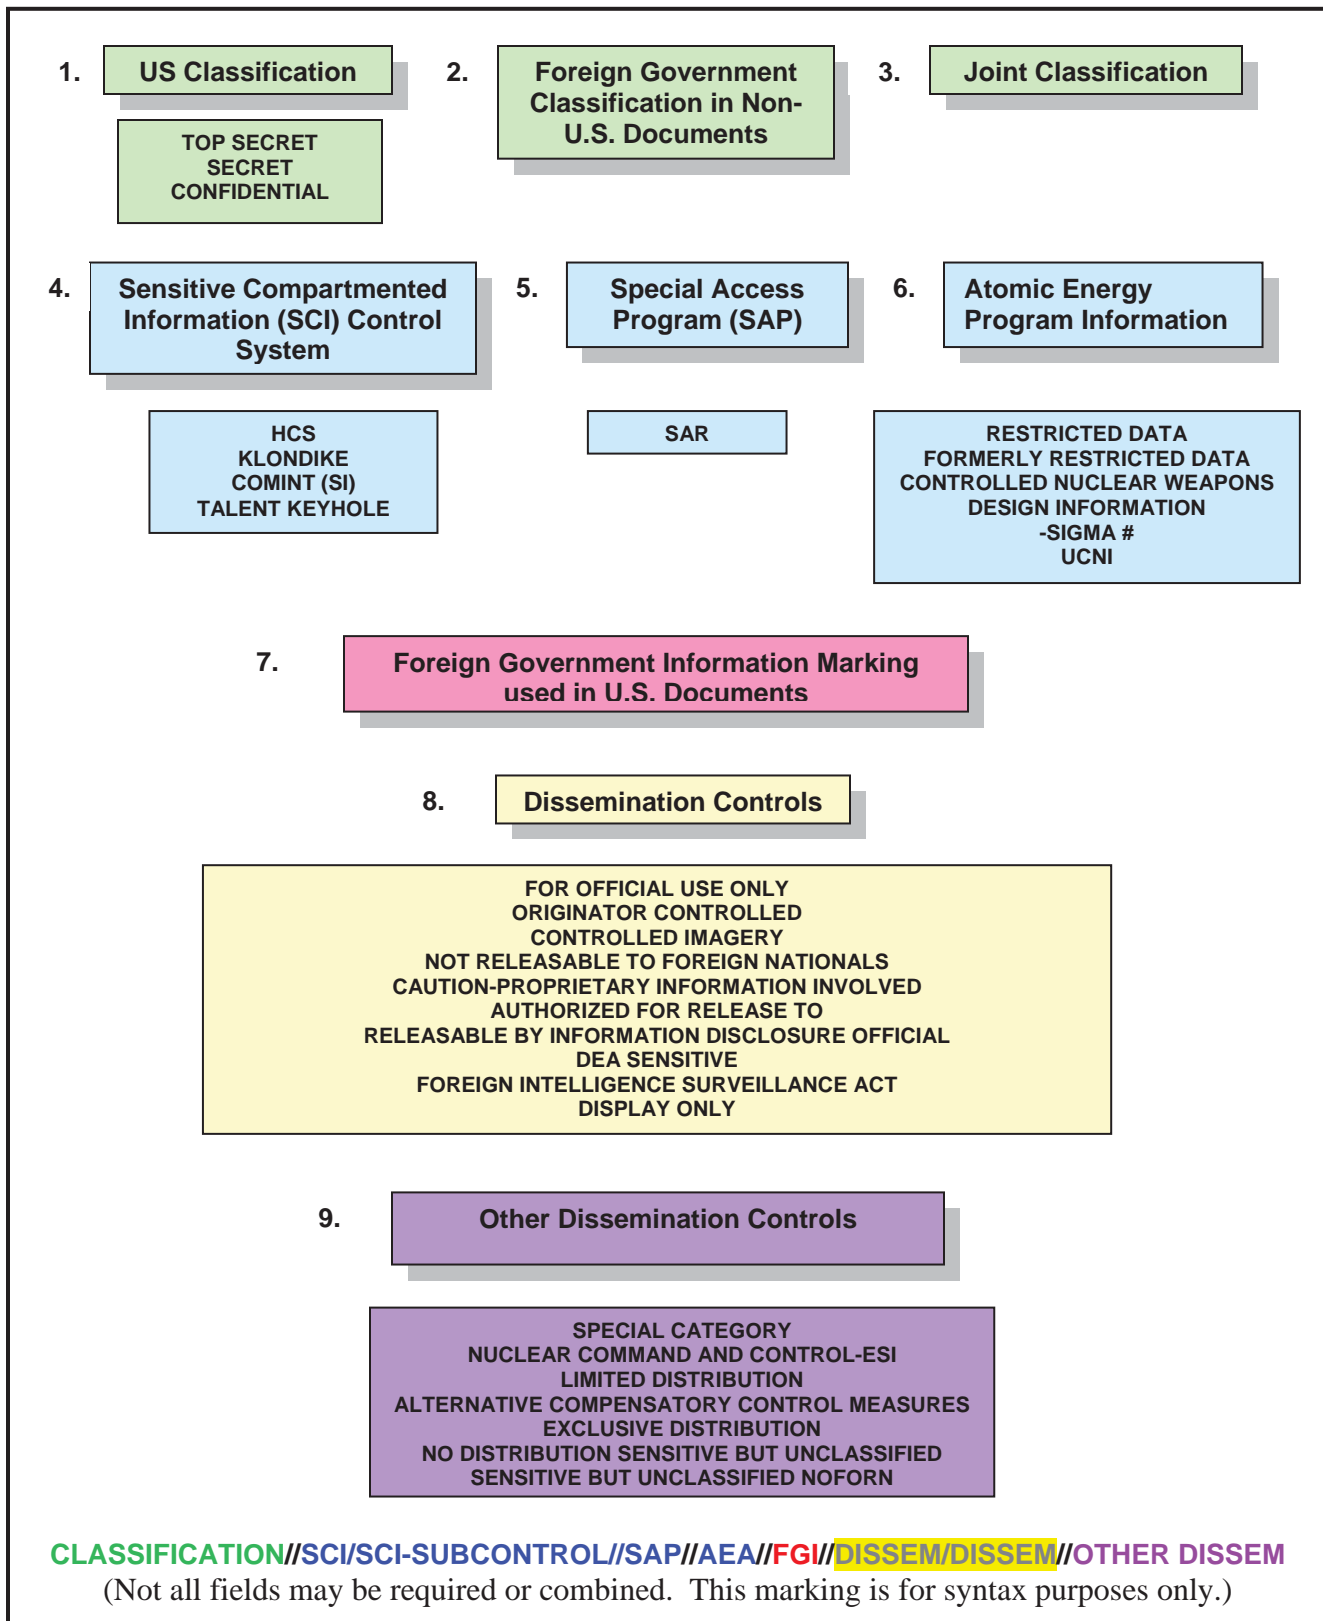 1. US Classification
TOP SECRET
SECRET
CONFIDENTIAL
2. Foreign Government
Classification in Non-
U.S. Documents
3. Joint Classification
4. Sensitive Compartmented
Information (SCI) Control
System
HCS
KLONDIKE
COMINT (SI)
TALENT KEYHOLE
5. Special Access
Program (SAP)
SAR
6. Atomic Energy
Program Information
RESTRICTED DATA
FORMERLY RESTRICTED DATA
CONTROLLED NUCLEAR WEAPONS
DESIGN INFORMATION
-SIGMA #
UCNI
7. Foreign Government Information Marking
used in U.S. Documents
8. Dissemination Controls
FOR OFFICIAL USE ONLY
ORIGINATOR CONTROLLED
CONTROLLED IMAGERY
NOT RELEASABLE TO FOREIGN NATIONALS
CAUTION-PROPRIETARY INFORMATION INVOLVED
AUTHORIZED FOR RELEASE TO
RELEASABLE BY INFORMATION DISCLOSURE OFFICIAL
DEA SENSITIVE
FOREIGN INTELLIGENCE SURVEILLANCE ACT
DISPLAY ONLY
9. Other Dissemination Controls
SPECIAL CATEGORY
NUCLEAR COMMAND AND CONTROL-ESI
LIMITED DISTRIBUTION
ALTERNATIVE COMPENSATORY CONTROL MEASURES
EXCLUSIVE DISTRIBUTION
NO DISTRIBUTION SENSITIVE BUT UNCLASSIFIED
SENSITIVE BUT UNCLASSIFIED NOFORN
CLASSIFICATION//SCI/SCI-SUBCONTROL//SAP//AEA//FGI//DISSEM/DISSEM//OTHER DISSEM
(Not all fields may be required or combined. This marking is for syntax purposes only.)